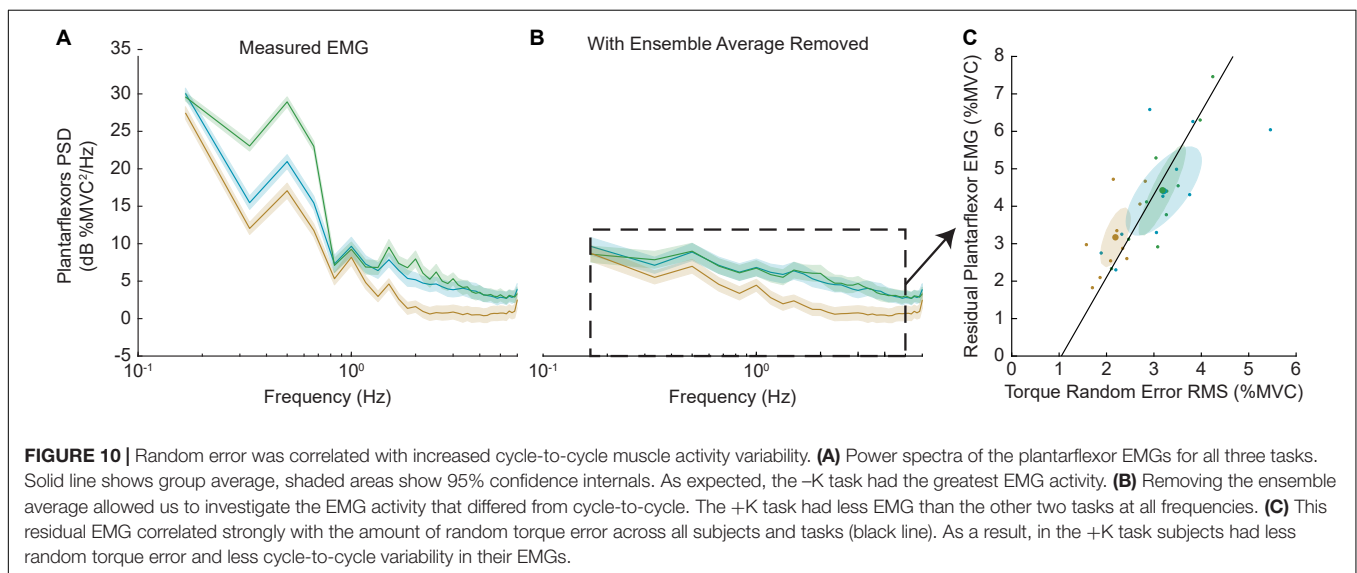 A
Measured EMG
35
30
25
20
15
10
5
0
-5
Plantarflexors PSD
(dB %MVC²/Hz)
10-1
100
Frequency (Hz)
B
With Ensemble Average Removed
10-1
100
Frequency (Hz)
C
8
7
6
5
4
3
2
1
0
Residual Plantarflexor EMG (%MVC)
0 1 2 3 4 5 6
Torque Random Error RMS (%MVC)
FIGURE 10 | Random error was correlated with increased cycle-to-cycle muscle activity variability. (A) Power spectra of the plantarflexor EMGs for all three tasks.
Solid line shows group average, shaded areas show 95% confidence internals. As expected, the –K task had the greatest EMG activity. (B) Removing the ensemble
average allowed us to investigate the EMG activity that differed from cycle-to-cycle. The +K task had less EMG than the other two tasks at all frequencies. (C) This
residual EMG correlated strongly with the amount of random torque error across all subjects and tasks (black line). As a result, in the +K task subjects had less
random torque error and less cycle-to-cycle variability in their EMGs.